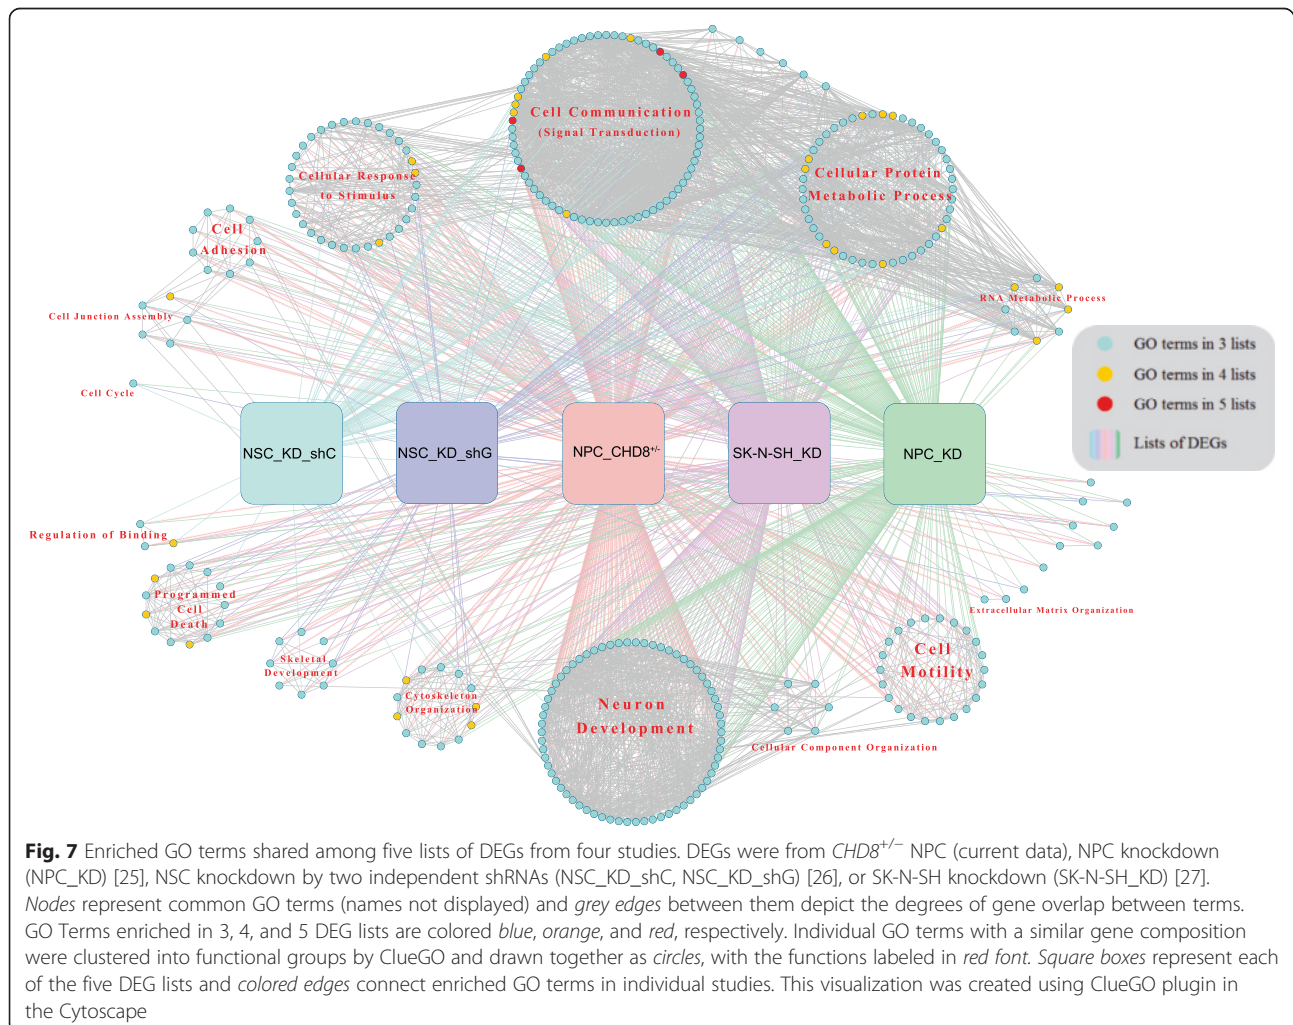 Cell Communication
(Signal Transduction)
Cellular Response
to Stimulus
Cellular Protein
Metabolic Process
Cell
Adhesion
RNA Metabolic Process
Cell Junction Assembly
Cell Cycle
GO terms in 3 lists
GO terms in 4 lists
GO terms in 5 lists
Lists of DEGs
NSC_KD_shC
NSC_KD_shG
NPC_CHD8+/-
SK-N-SH_KD
NPC_KD
Regulation of Binding
Programmed
Cell
Death
Skeletal
Development
Cytoskeleton
Organization
Neuron
Development
Cellular Component Organization
Cell
Motility
Extracellular Matrix Organization
Fig. 7 Enriched GO terms shared among five lists of DEGs from four studies. DEGs were from CHD8+/− NPC (current data), NPC knockdown
(NPC_KD) [25], NSC knockdown by two independent shRNAs (NSC_KD_shC, NSC_KD_shG) [26], or SK-N-SH knockdown (SK-N-SH_KD) [27].
Nodes represent common GO terms (names not displayed) and grey edges between them depict the degrees of gene overlap between terms.
GO Terms enriched in 3, 4, and 5 DEG lists are colored blue, orange, and red, respectively. Individual GO terms with a similar gene composition
were clustered into functional groups by ClueGO and drawn together as circles, with the functions labeled in red font. Square boxes represent each
of the five DEG lists and colored edges connect enriched GO terms in individual studies. This visualization was created using ClueGO plugin in
the Cytoscape